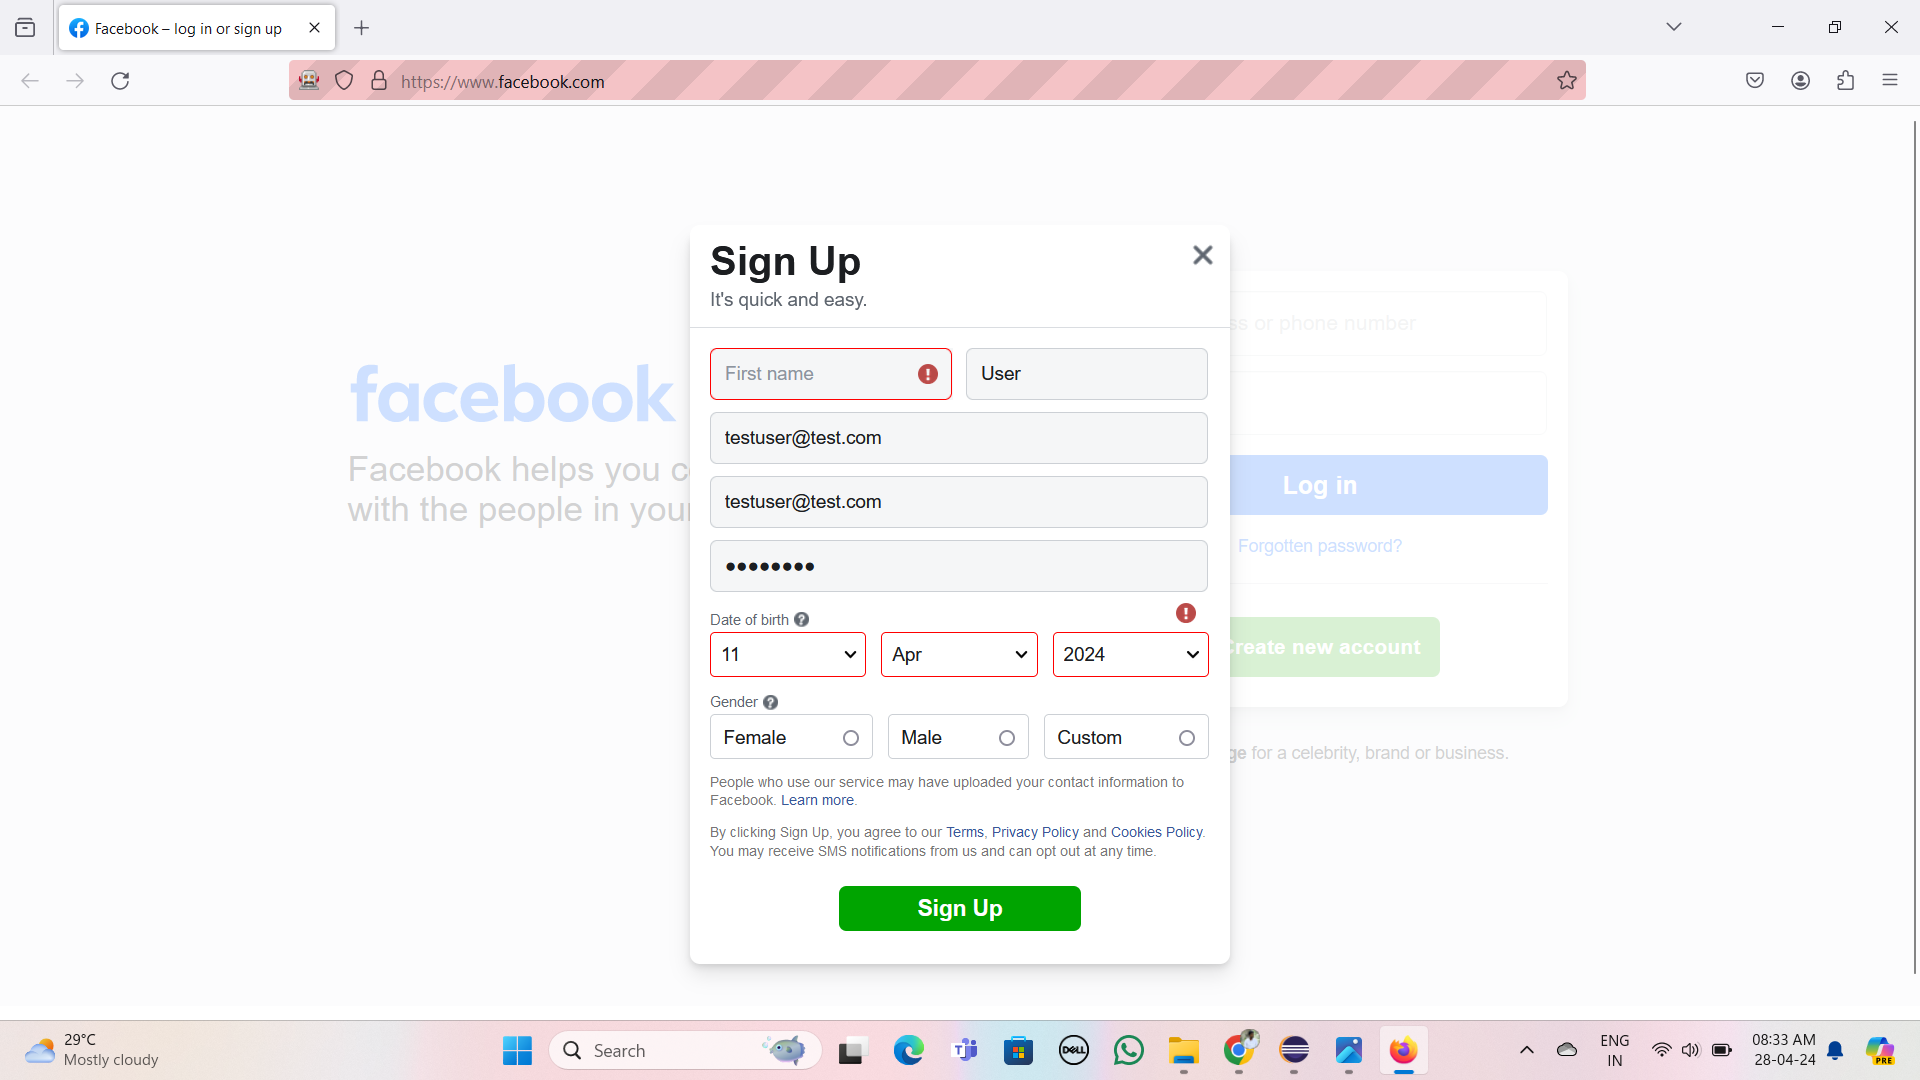 Facebook – log in or sign up
https://www.facebook.com
Sign Up
It's quick and easy.
First name
User
testuser@test.com
testuser@test.com
Date of birth
11
Apr
2024
Gender
Female
Male
Custom
People who use our service may have uploaded your contact information to
Facebook. Learn more.
By clicking Sign Up, you agree to our Terms, Privacy Policy and Cookies Policy.
You may receive SMS notifications from us and can opt out at any time.
Sign Up
facebook
Facebook helps you
with the people in your
or phone number
Log in
Forgotten password?
Create new account
for a celebrity, brand or business.
29°C
Mostly cloudy
Search
DELL
PRE
ENG
IN
08:33 AM
28-04-24